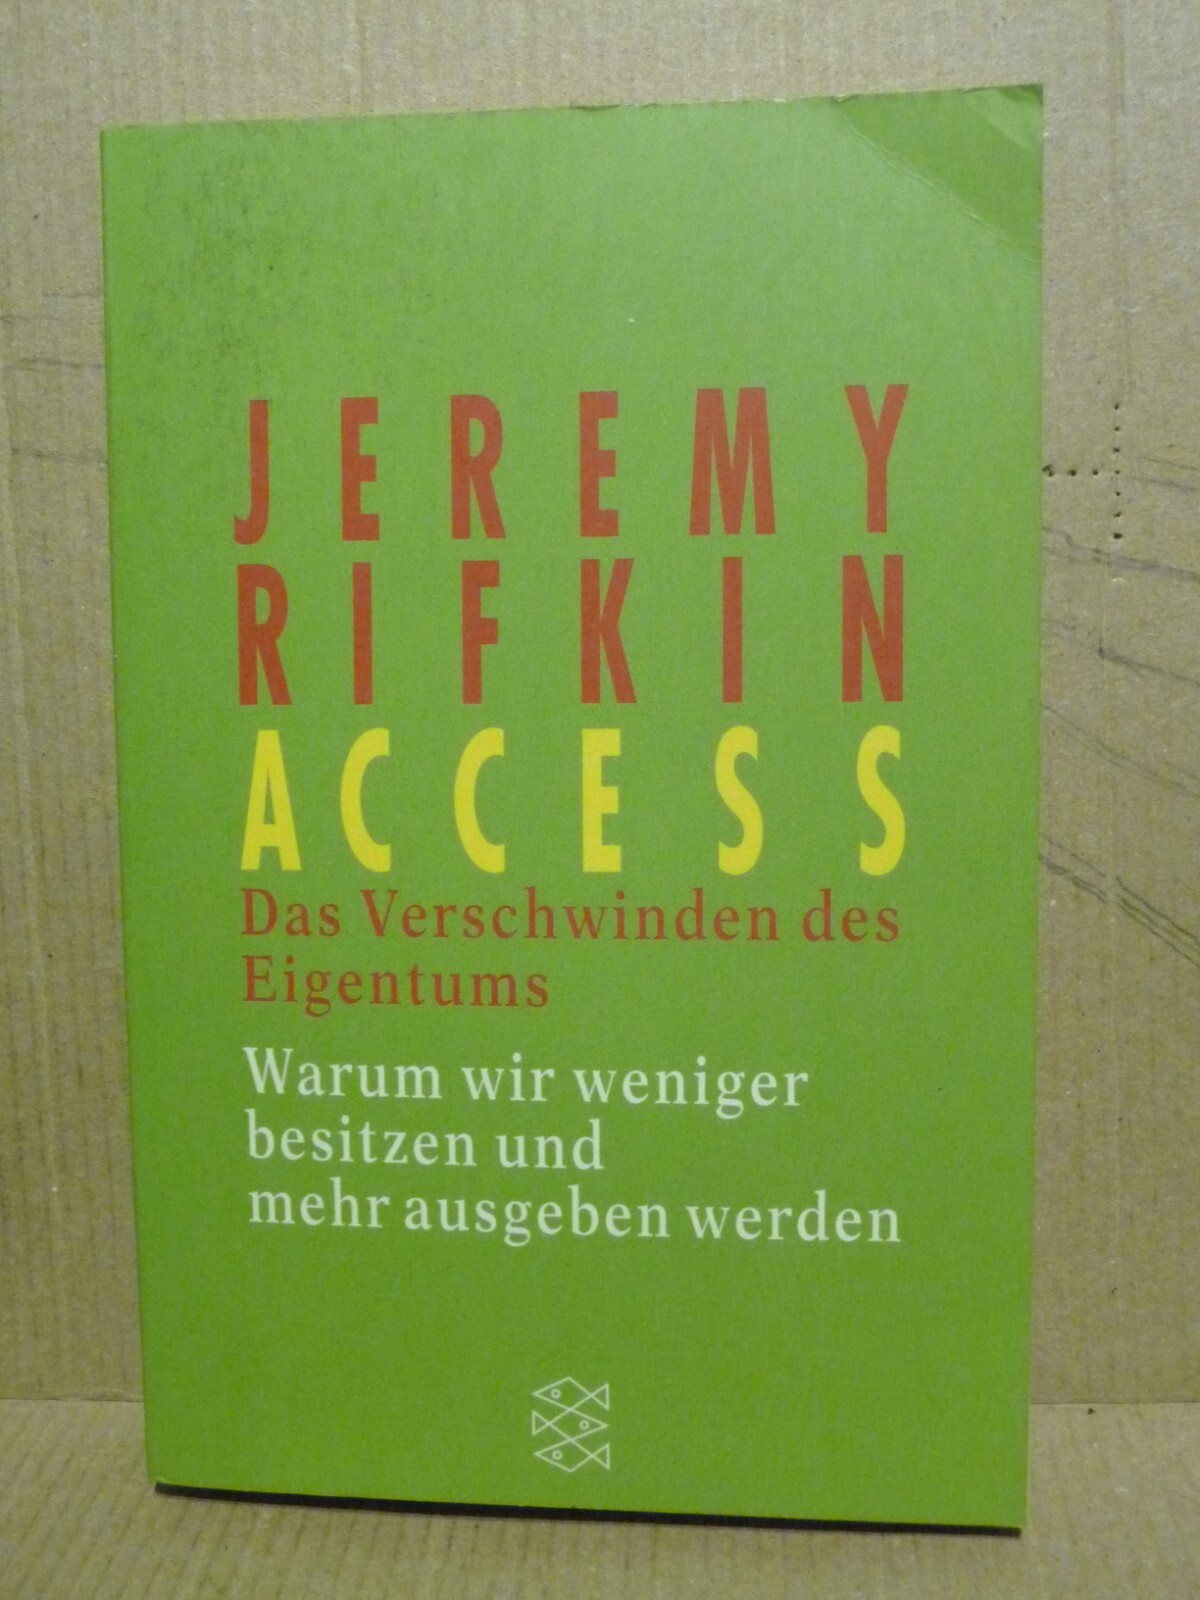 JEREMY
RIFKIN
ACCESS
Das Verschwinden des
Eigentums
Warum wir weniger
besitzen und
mehr ausgeben werden